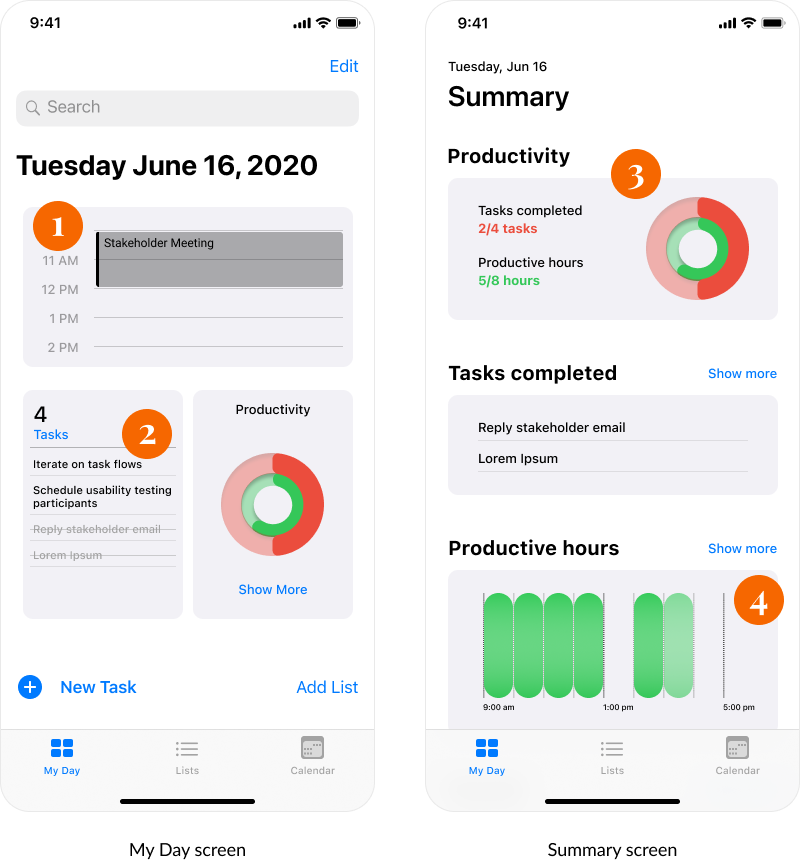 9:41
Edit
Search
Tuesday June 16, 2020
1
Stakeholder Meeting
11 AM
12 PM
1 PM
2 PM
4
Tasks
2
Iterate on task flows
Schedule usability testing
participants
Reply stakeholder email
Lorem Ipsum
Productivity
Show More
New Task
Add List
My Day
Lists
Calendar
My Day screen
9:41
Tuesday, Jun 16
Summary
Productivity
3
Tasks completed
2/4 tasks
Productive hours
5/8 hours
Tasks completed
Show more
Reply stakeholder email
Lorem Ipsum
Productive hours
Show more
4
9:00 am
1:00 pm
5:00 pm
My Day
Lists
Calendar
Summary screen